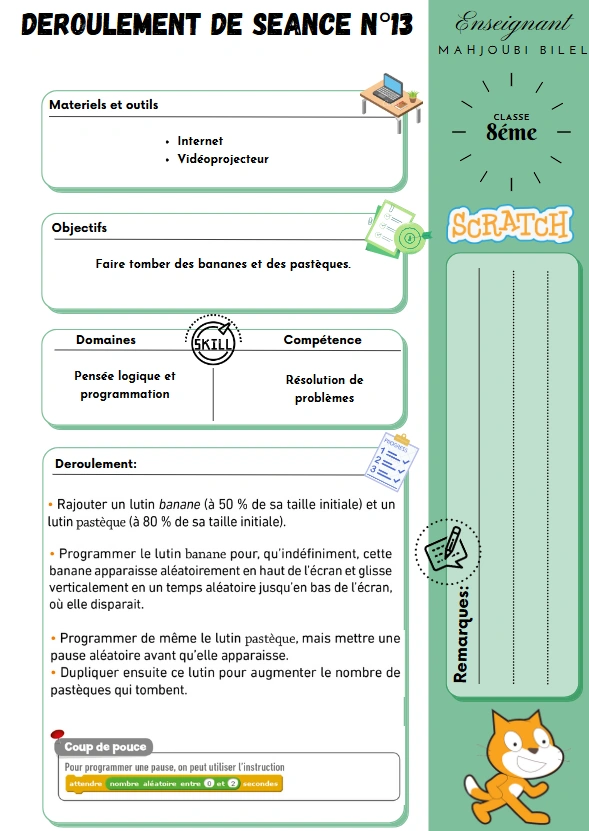 DEROULEMENT DE SEANCE N°13
Enseignant
MAHJOUBI BILEL
CLASSE
8éme
SCRATCH
Materiels et outils
• Internet
• Vidéoprojecteur
Objectifs
Faire tomber des bananes et des pastèques.
Domaines
SKILL
Compétence
Pensée logique et
programmation
Résolution de
problèmes
PROGRESS
1
2
3
Deroulement:
• Rajouter un lutin banane (à 50 % de sa taille initiale) et un
lutin pastèque (à 80 % de sa taille initiale).
• Programmer le lutin banane pour, qu'indéfiniment, cette
banane apparaisse aléatoirement en haut de l'écran et glisse
verticalement en un temps aléatoire jusqu'en bas de l'écran,
où elle disparait.
• Programmer de même le lutin pastèque, mais mettre une
pause aléatoire avant qu'elle apparaisse.
• Dupliquer ensuite ce lutin pour augmenter le nombre de
pastèques qui tombent.
Coup de pouce
Pour programmer une pause, on peut utiliser l'instruction
attendre nombre aléatoire entre 0 et 2 secondes
Remarques: